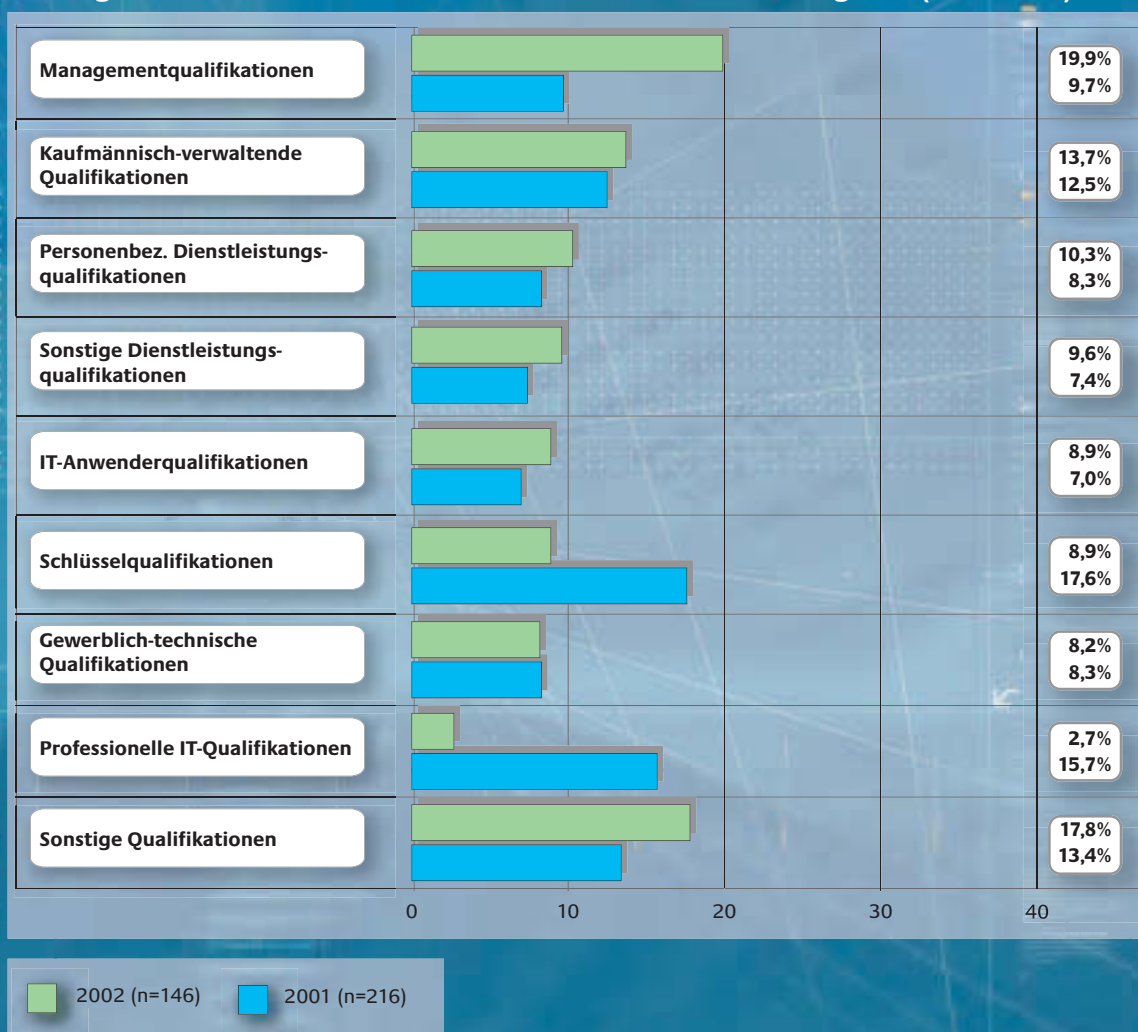 Managementqualifikationen
19,9%
9,7%
Kaufmännisch-verwaltende
Qualifikationen
13,7%
12,5%
Personenbez. Dienstleistungs-
qualifikationen
10,3%
8,3%
Sonstige Dienstleistungs-
qualifikationen
9,6%
7,4%
IT-Anwenderqualifikationen
8,9%
7,0%
Schlüsselqualifikationen
8,9%
17,6%
Gewerblich-technische
Qualifikationen
8,2%
8,3%
Professionelle IT-Qualifikationen
2,7%
15,7%
Sonstige Qualifikationen
17,8%
13,4%
0 10 20 30 40
2002 (n=146) 2001 (n=216)